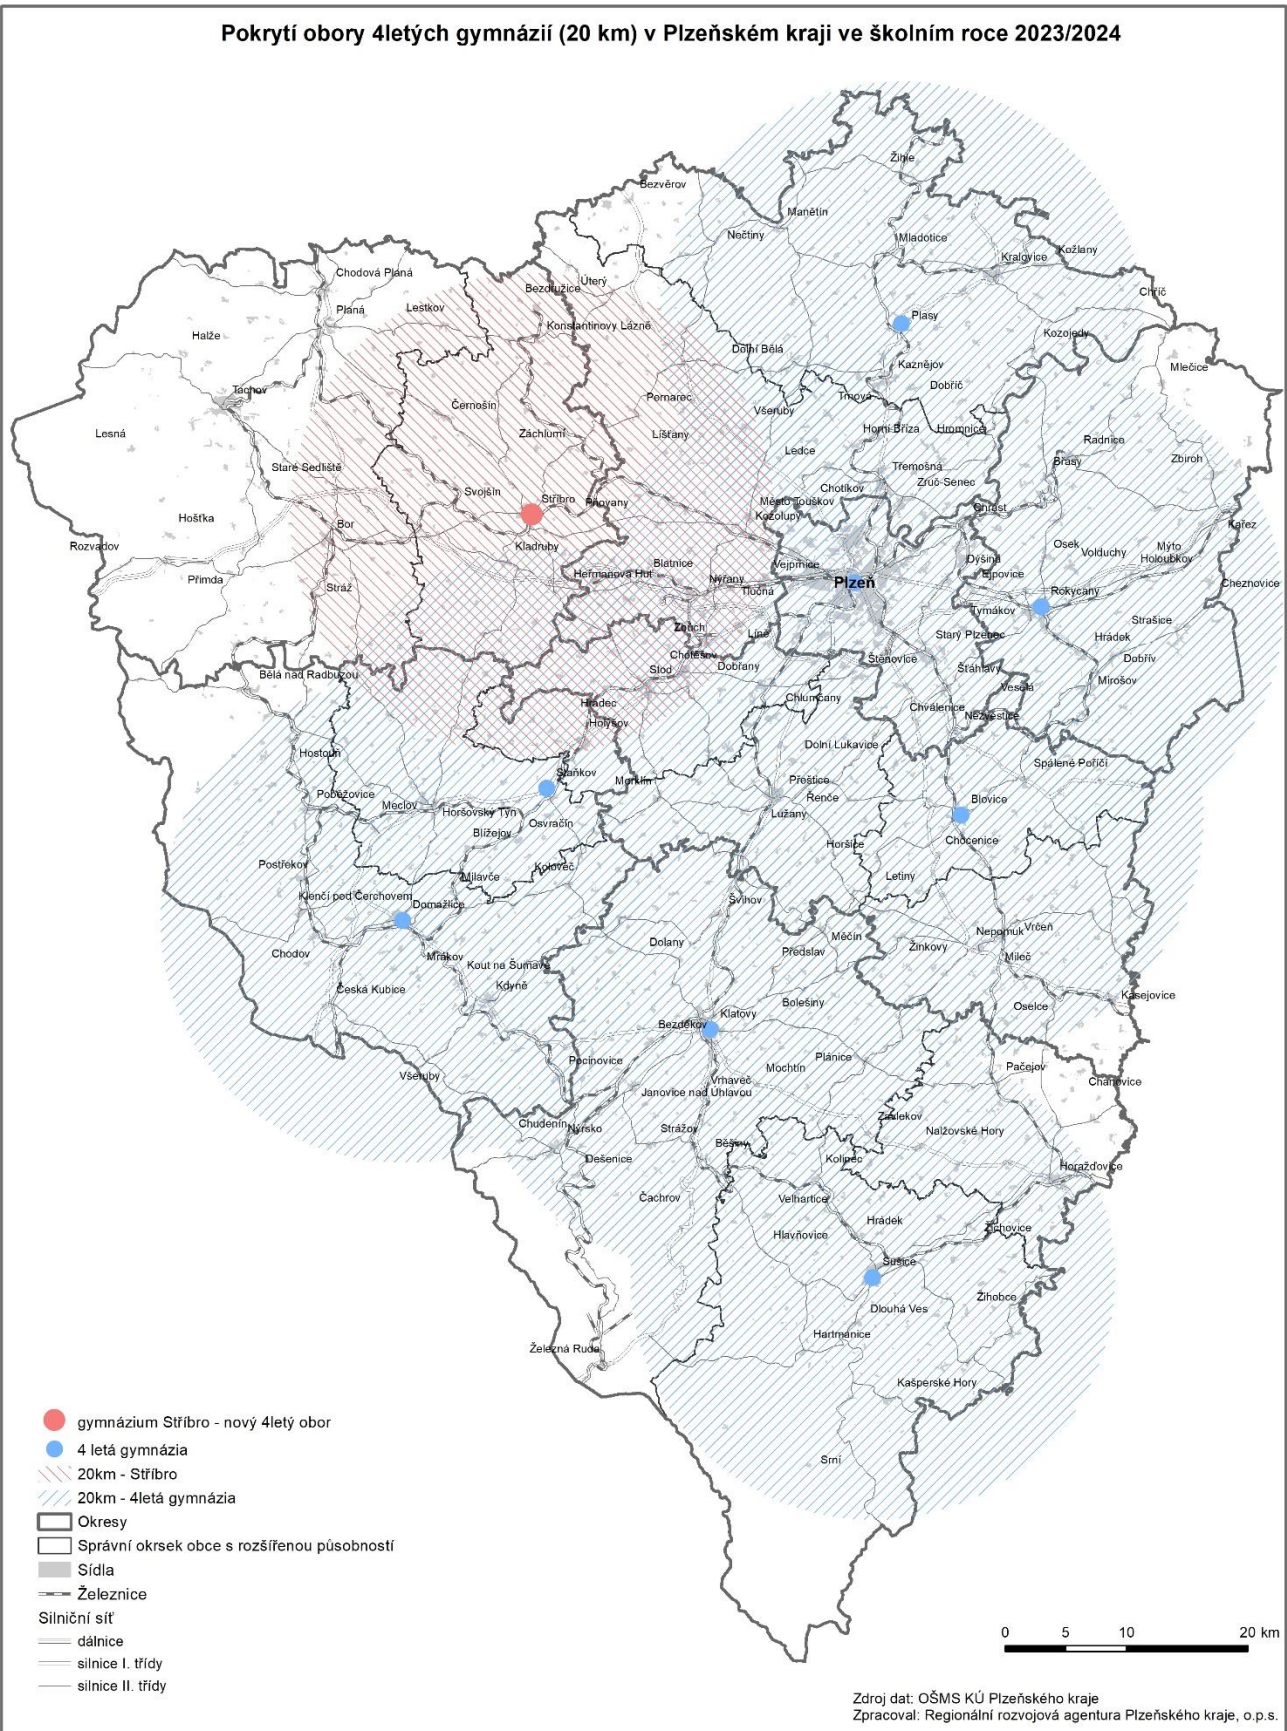 Pokrytí obory 4letých gymnázií (20 km) v Plzeňském kraji ve školním roce 2023/2024
Žihle
Bezvěrov
Manětín
Nečtiny
Mladotice
Kožlany
Kralovice
Chodová Planá
Úterý
Bezdružice
Chříč
Lestkov
Planá
Plasy
Konstantinovy Lázně
Halže
Kozojedy
Dolní Bělá
Kaznějov
Mlečice
Dobříč
Tachov
Trnová
Pernarec
Černošín
Všeruby
Lesná
Záchlumí
Líšťany
Horní Bříza
Hromnice
Radnice
Ledce
Břasy
Zbiroh
Staré Sedliště
Třemošná
Zruč-Senec
Svojšín
Chotíkov
Stříbro
Pňovany
Město Touškov
Chrást
Kozolupy
Hošťka
Bor
Kařez
Rozvadov
Kladruby
Osek
Volduchy
Mýto
Holoubkov
Dýšina
Blatnice
Vejprnice
Ejpovice
Heřmanova Huť
Přimda
Nýřany
Plzeň
Cheznovice
Stráž
Tlučná
Rokycany
Tymákov
Strašice
Zbůch
Líně
Starý Plzenec
Hrádek
Chotěšov
Dobřív
Stod
Dobřany
Štěnovice
Šťáhlavy
Bělá nad Radbuzou
Mirošov
Veselá
Chlumčany
Hradec
Chválenice
Nezvěstice
Holýšov
Dolní Lukavice
Hostouň
Spálené Poříčí
Staňkov
Merklín
Přeštice
Řenče
Blovice
Poběžovice
Meclov
Horšovský Týn
Lužany
Osvračín
Blížejov
Chocenice
Horšice
Postřekov
Koloveč
Letiny
Milavče
Klenčí pod Čerchovem
Domažlice
Švihov
Nepomuk
Vrčeň
Měčín
Dolany
Žinkovy
Chodov
Předslav
Mrákov
Mileč
Kout na Šumavě
Kdyně
Česká Kubice
Kasejovice
Bolešiny
Oselce
Klatovy
Bezděkov
Pocinovice
Plánice
Mochtín
Pačejov
Všeruby
Vrhaveč
Chanovice
Janovice nad Úhlavou
Chudenín
Nýrsko
Strážov
Zavlekov
Nalžovské Hory
Běšiny
Dešenice
Kolinec
Horažďovice
Čachrov
Velhartice
Hrádek
Žichovice
Hlavňovice
Sušice
Žihobce
Dlouhá Ves
Hartmanice
Železná Ruda
Kašperské Hory
Srní
gymnázium Stříbro - nový 4letý obor
4 letá gymnázia
20km - Stříbro
20km - 4letá gymnázia
Okresy
Správní okrsek obce s rozšířenou působností
Sídla
Železnice
Silniční síť
dálnice
silnice I. třídy
silnice II. třídy
0 5 10 20 km
Zdroj dat: OŠMS KÚ Plzeňského kraje
Zpracoval: Regionální rozvojová agentura Plzeňského kraje, o.p.s.